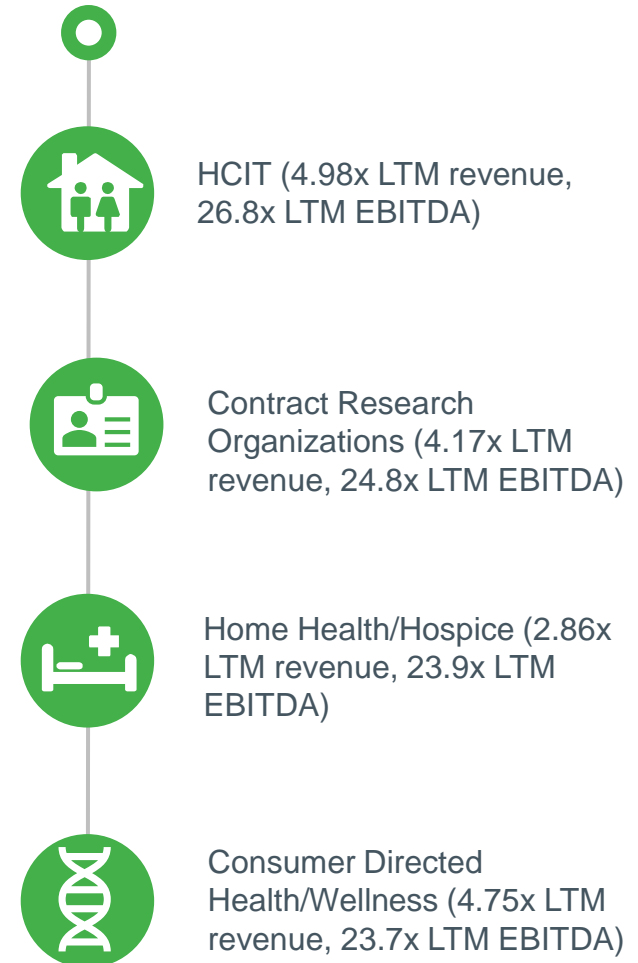 HCIT (4.98x LTM revenue,
26.8x LTM EBITDA)
Contract Research
Organizations (4.17x LTM
revenue, 24.8x LTM EBITDA)
Home Health/Hospice (2.86x
LTM revenue, 23.9x LTM
EBITDA)
Consumer Directed
Health/Wellness (4.75x LTM
revenue, 23.7x LTM EBITDA)